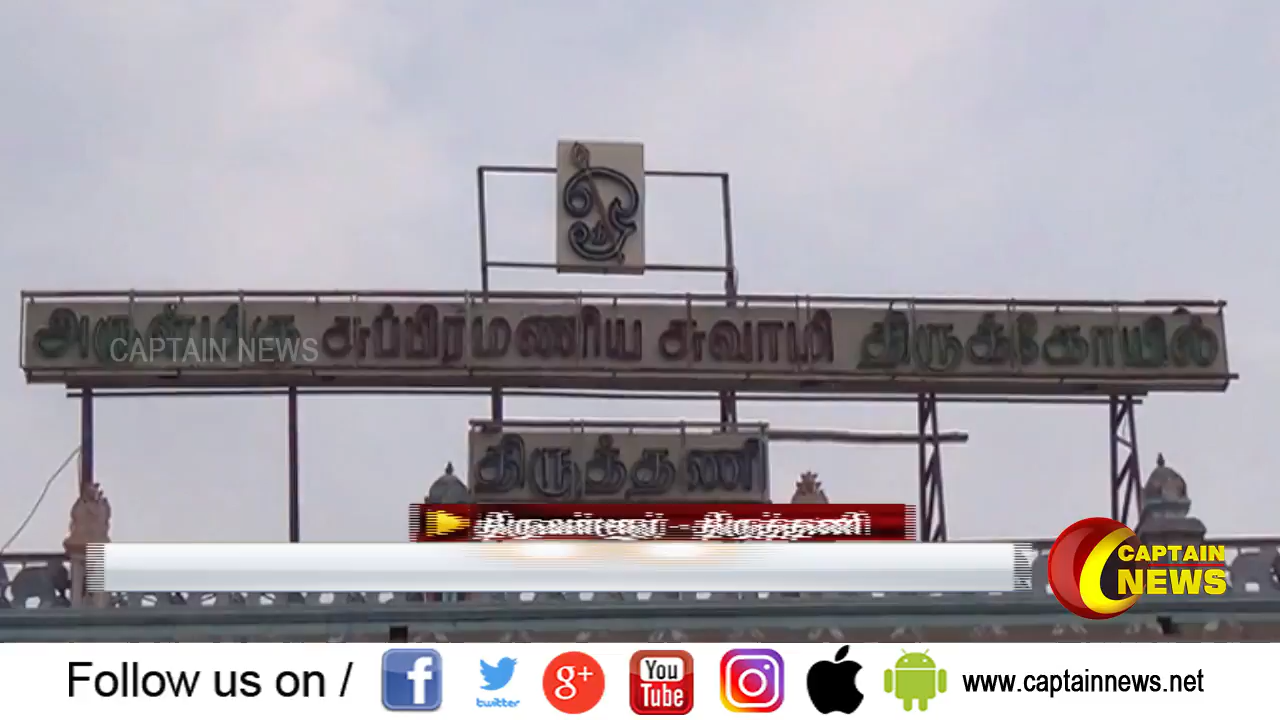 ஓ
அருள்மிகு சுப்பிரமணிய சுவாமி திருக்கோயில்
CAPTAIN NEWS
திருத்தணி
திருவள்ளூர் - திருத்தணி
CAPTAIN
NEWS
Follow us on / f twitter g+ You Tube www.captainnews.net